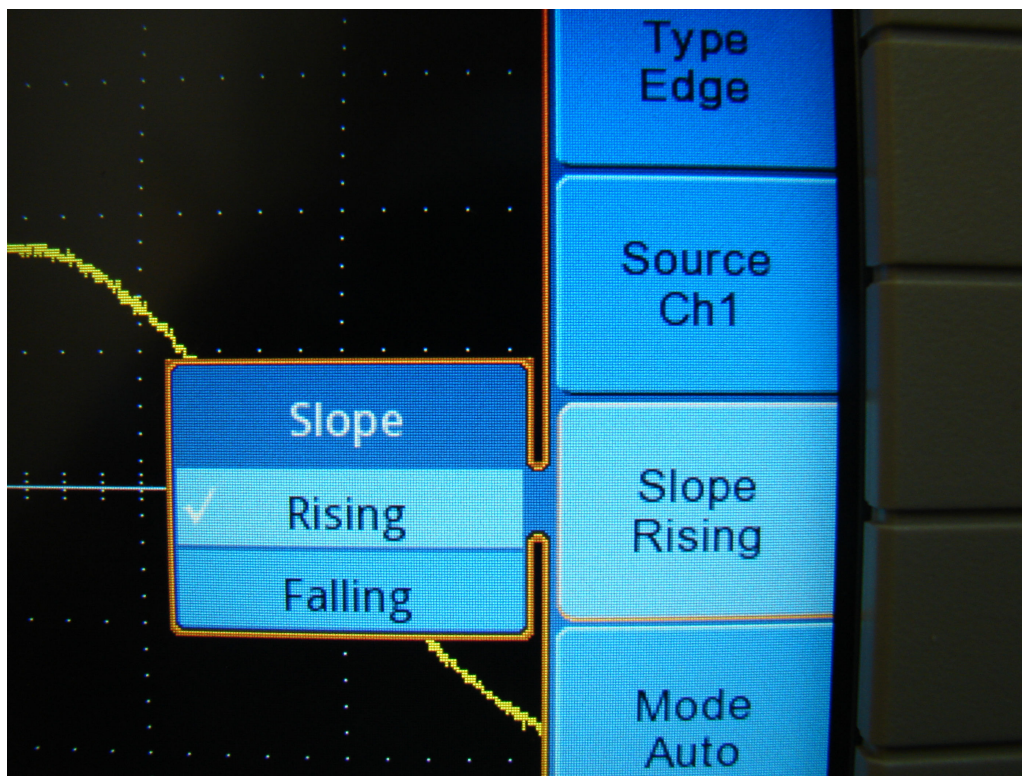 Type
Edge
Source
Ch1
Slope
Rising
Falling
Slope
Rising
Mode
Auto